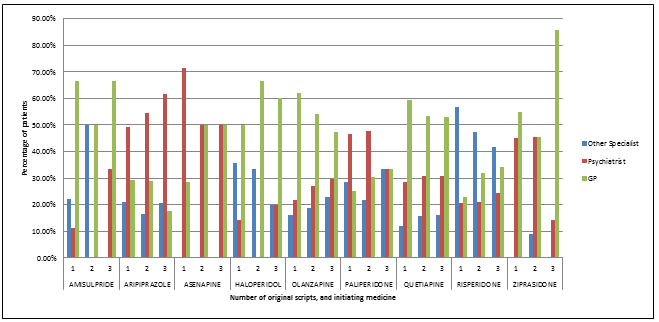 90.00%
80.00%
70.00%
60.00%
50.00%
40.00%
30.00%
20.00%
10.00%
0.00%
Percentage of patients
1 2 3 1 2 3 1 2 3 1 2 3 1 2 3 1 2 3 1 2 3 1 2 3 1 2 3
AMISULPRIDE ARIPIPRAZOLE ASENAPINE HALOPERIDOL OLANZAPINE PALIPERIDONE QUETIAPINE RISPERIDONE ZIPRASIDONE
Number of original scripts, and initiating medicine
Other Specialist
Psychiatrist
GP